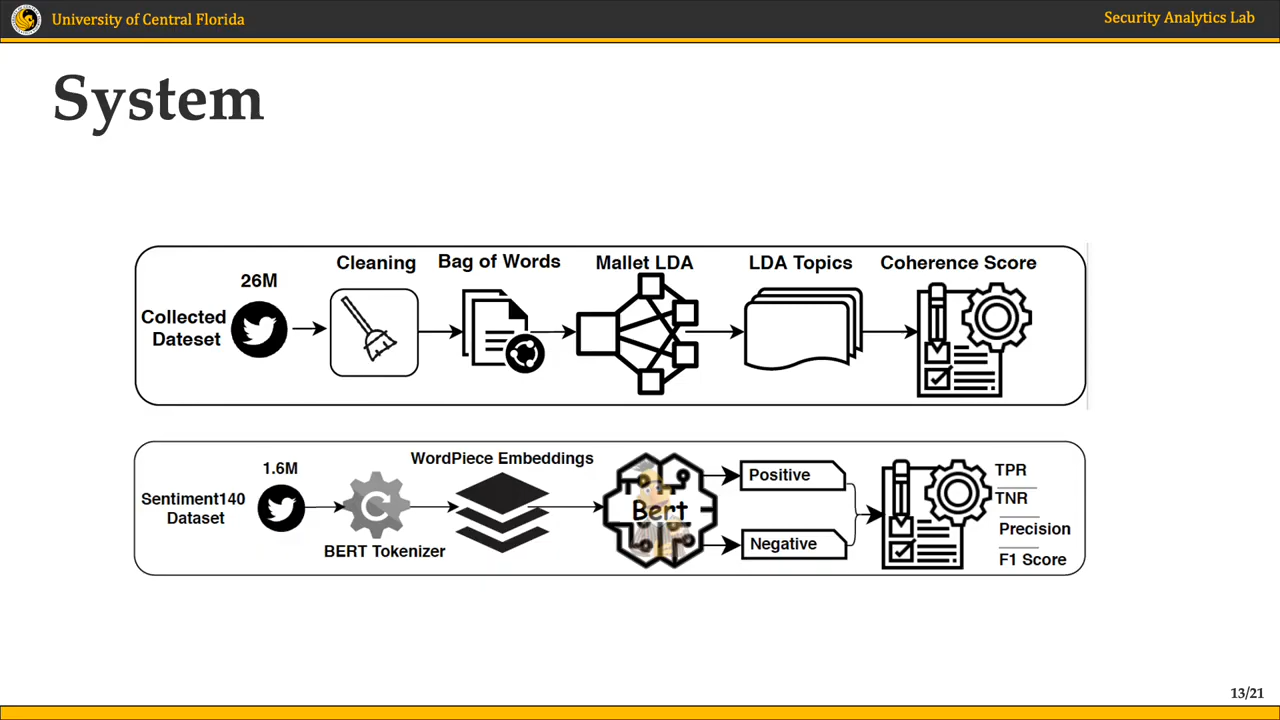 University of Central Florida
Security Analytics Lab
System
26M
Collected
Dateset
Cleaning
Bag of Words
Mallet LDA
LDA Topics
Coherence Score
1.6M
Sentiment140
Dataset
BERT Tokenizer
WordPiece Embeddings
Bert
Positive
Negative
TPR
TNR
Precision
F1 Score
13/21